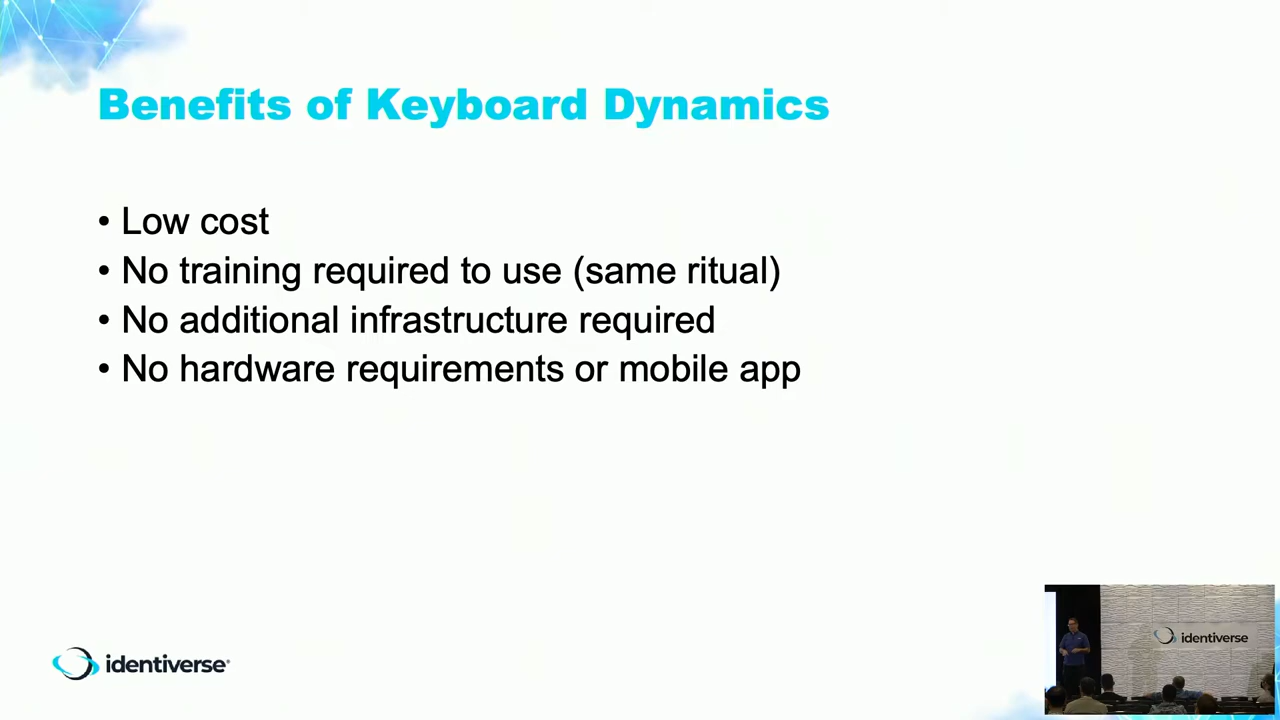 Benefits of Keyboard Dynamics
• Low cost
• No training required to use (same ritual)
• No additional infrastructure required
• No hardware requirements or mobile app
identiverse®
identiverse